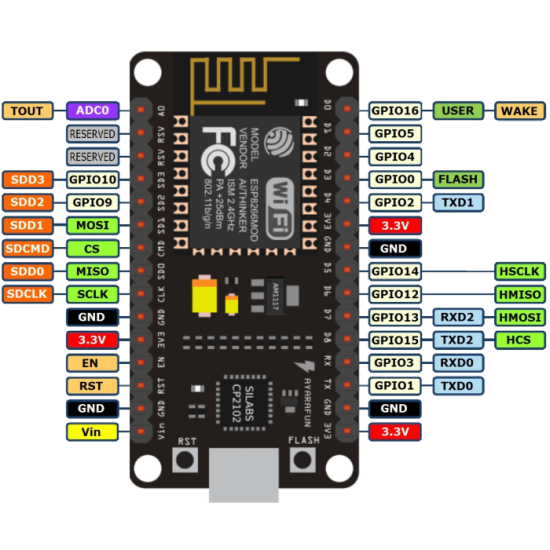 TOUT ADC0
RESERVED
RESERVED
SDD3 GPIO10
SDD2 GPIO9
SDD1 MOSI
SDCMD CS
SDD0 MISO
SDCLK SCLK
GND
3.3V
EN
RST
GND
Vin
A0
RSV
RSV
SD3
SD2
SD1
CMD
SD0
CLK
GND
3V3
EN
RST
GND
Vin
MODEL ESP8266MOD
VENDOR AI/THINKER
ISM 2.4GHz
PA +25dBm
802.11b/g/n
FC
Wi Fi
AM1117
SILABS
CP2102
AYARAFUN
RST
FLASH
D0
D1
D2
D3
D4
3V3
GND
D5
D6
D7
D8
RX
TX
GND
3V3
GPIO16 USER WAKE
GPIO5
GPIO4
GPIO0 FLASH
GPIO2 TXD1
3.3V
GND
GPIO14 HSCLK
GPIO12 HMISO
GPIO13 RXD2 HMOSI
GPIO15 TXD2 HCS
GPIO3 RXD0
GPIO1 TXD0
GND
3.3V